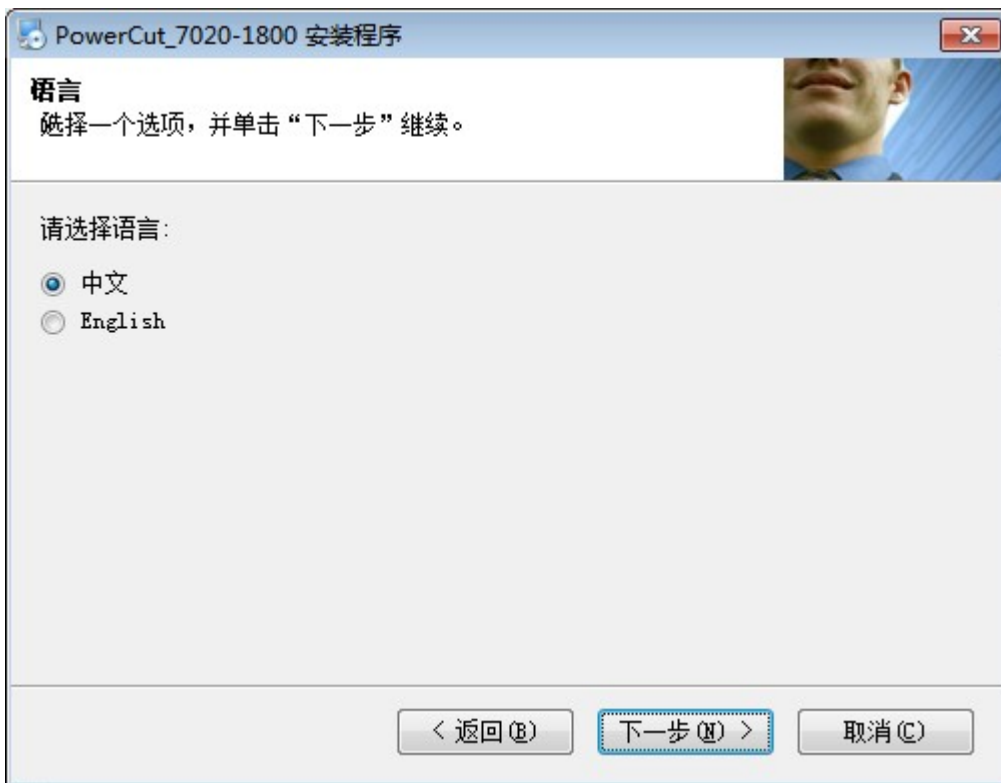 PowerCut_7020-1800 安装程序
语言
选择一个选项，并单击“下一步”继续。
请选择语言:
中文
English
< 返回(B)
下一步(N) >
取消(C)